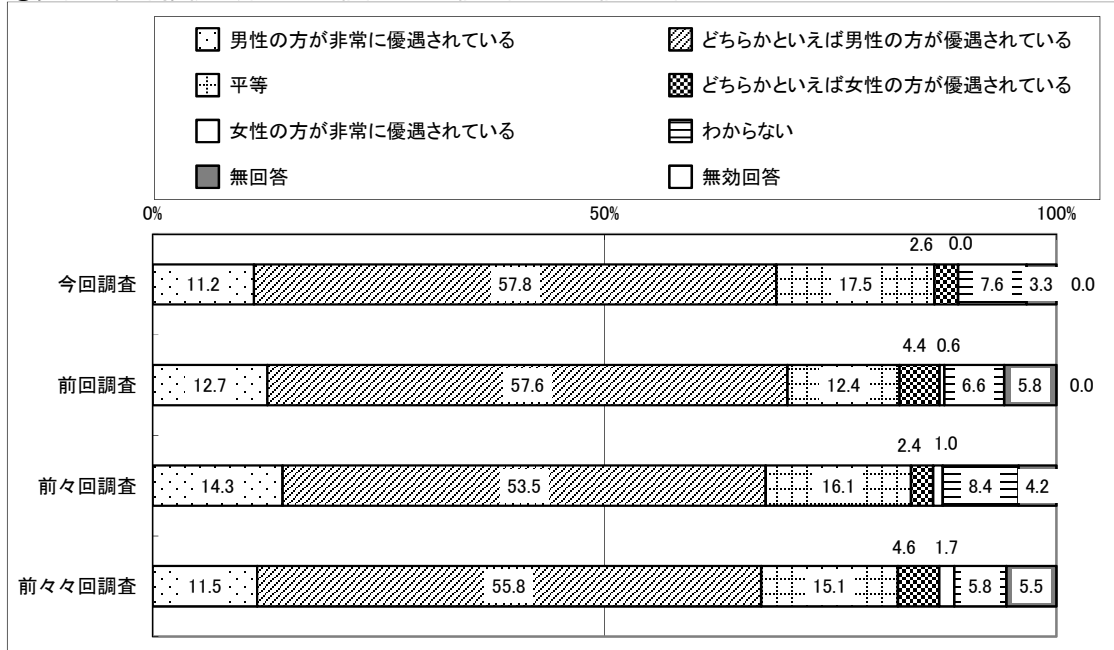 男性の方が非常に優遇されている
どちらかといえば男性の方が優遇されている
平等
どちらかといえば女性の方が優遇されている
女性の方が非常に優遇されている
わからない
無回答
無効回答
0%
50%
100%
2.6 0.0
今回調査 11.2 57.8 17.5 7.6 3.3 0.0
4.4 0.6
前回調査 12.7 57.6 12.4 6.6 5.8 0.0
2.4 1.0
前々回調査 14.3 53.5 16.1 8.4 4.2
4.6 1.7
前々々回調査 11.5 55.8 15.1 5.8 5.5